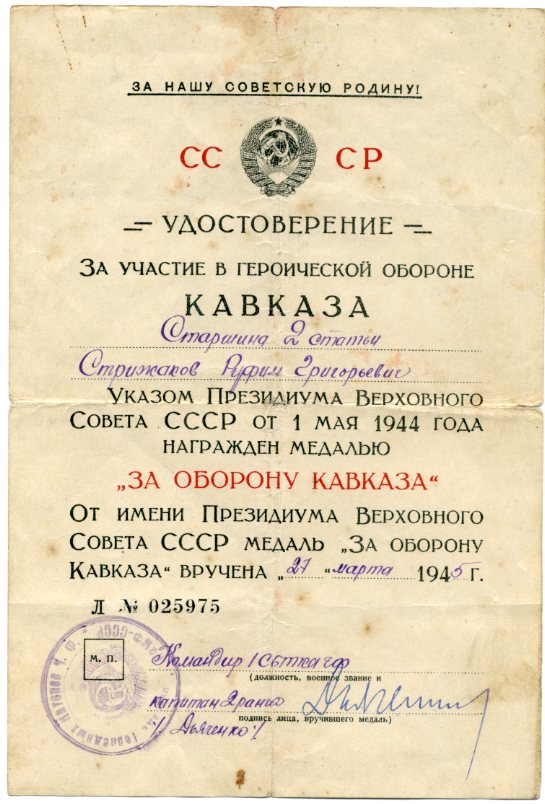 ЗА НАШУ СОВЕТСКУЮ РОДИНУ!
СС СР
УДОСТОВЕРЕНИЕ
ЗА УЧАСТИЕ В ГЕРОИЧЕСКОЙ ОБОРОНЕ
КАВКАЗА
Старшина 2 статьи
Стрижаков Руфим Григорьевич
УКАЗОМ ПРЕЗИДИУМА ВЕРХОВНОГО
СОВЕТА СССР ОТ 1 МАЯ 1944 ГОДА
НАГРАЖДЕН МЕДАЛЬЮ
„ЗА ОБОРОНУ КАВКАЗА“
ОТ ИМЕНИ ПРЕЗИДИУМА ВЕРХОВНОГО
СОВЕТА СССР МЕДАЛЬ „ЗА ОБОРОНУ
КАВКАЗА“ ВРУЧЕНА „27“ марта 1945 Г.
Л № 025975
М. П.
Командир
(должность, военное звание и
капитан 2 ранга
подпись лица, вручившего медаль)
/Дьяченко/